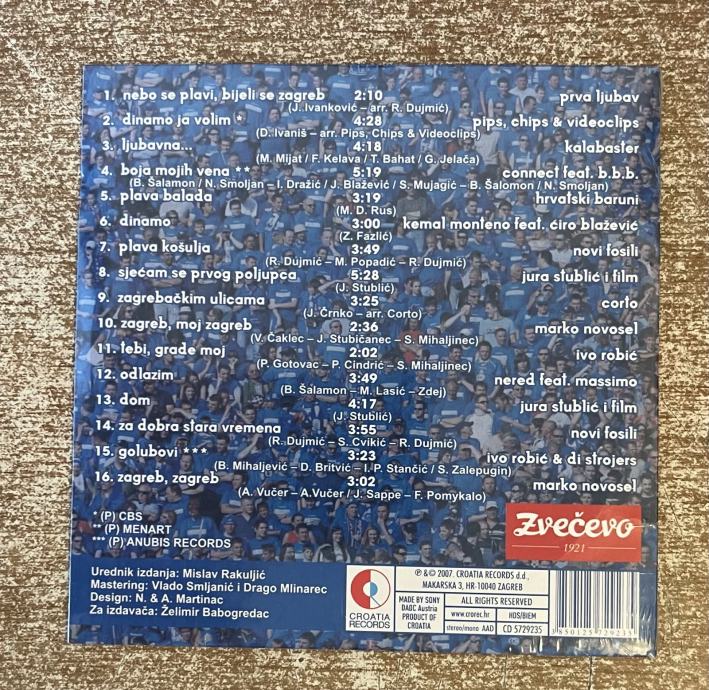 1. nebo se plavi, bijeli se zagreb 2:10 prva ljubav
(J. Ivanković – arr. R. Dujmić)
2. dinamo ja volim * 4:28 pips, chips & videoclips
(D. Ivaniš – arr. Pips, Chips & Videoclips)
3. ljubavna... 4:18 kalabaster
(M. Mijat / F. Kelava / T. Bahat / G. Jelača)
4. boja mojih vena ** 5:19 connect feat. b.b.b.
(B. Šalamon / N. Smoljan – I. Dražić / J. Blažević / S. Mujagić – B. Šalomon / N. Smoljan)
5. plava balada 3:19 hrvatski baruni
(M. D. Rus)
6. dinamo 3:00 kemal monteno feat. ćiro blažević
(Z. Fazlić)
7. plava košulja 3:49 novi fosili
(R. Dujmić – M. Popadić – R. Dujmić)
8. sjećam se prvog poljupca 5:28 jura stublić i film
(J. Stublić)
9. zagrebačkim ulicama 3:25 corto
(J. Črnko – arr. Corto)
10. zagreb, moj zagreb 2:36 marko novosel
(V. Čaklec – J. Stubičanec – S. Mihaljinec)
11. tebi, grade moj 2:02 ivo robić
(P. Gotovac – P. Cindrić – S. Mihaljinec)
12. odlazim 3:49 nered feat. massimo
(B. Šalamon – M. Lasić – Zdej)
13. dom 4:17 jura stublić i film
(J. Stublić)
14. za dobra stara vremena 3:55 novi fosili
(R. Dujmić – S. Cvikić – R. Dujmić)
15. golubovi *** 3:23 ivo robić & di strojers
(B. Mihaljević – D. Britvić – I. P. Stančić / S. Zalepugin)
16. zagreb, zagreb 3:02 marko novosel
(A. Vučer – A.Vučer / J. Sappe – F. Pomykalo)
* (P) CBS
** (P) MENART
*** (P) ANUBIS RECORDS
Zvečevo
1921
Urednik izdanja: Mislav Rakuljić
Mastering: Vlado Smljanić i Drago Mlinarec
Design: N. & A. Martinac
Za izdavača: Želimir Babogredac
CROATIA
RECORDS
℗ & © 2007. CROATIA RECORDS d.d.,
MAKARSKA 3, HR-10040 ZAGREB
MADE BY SONY
DADC Austria
PRODUCT OF
CROATIA
ALL RIGHTS RESERVED
www.crorec.hr HDS/BIEM
stereo/mono AAD CD 5729235
3 850125 729235